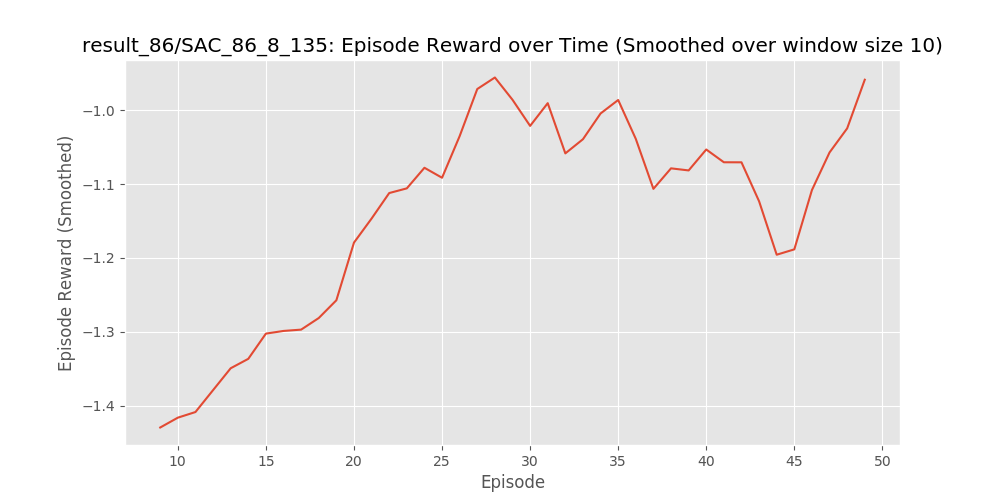 result_86/SAC_86_8_135: Episode Reward over Time (Smoothed over window size 10)
Episode Reward (Smoothed)
−1.0
−1.1
−1.2
−1.3
−1.4
10 15 20 25 30 35 40 45 50
Episode